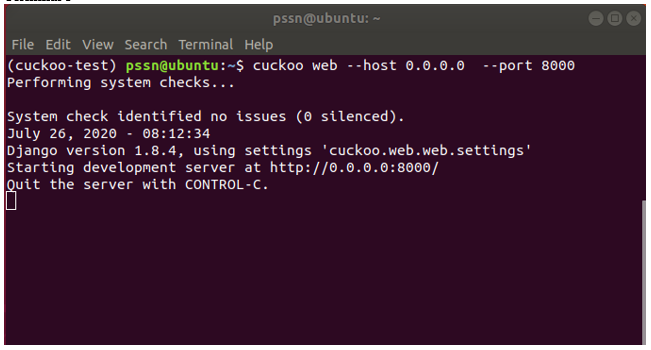 pssn@ubuntu: ~
File Edit View Search Terminal Help
(cuckoo-test) pssn@ubuntu:~$ cuckoo web --host 0.0.0.0  --port 8000
Performing system checks...
System check identified no issues (0 silenced).
July 26, 2020 - 08:12:34
Django version 1.8.4, using settings 'cuckoo.web.web.settings'
Starting development server at http://0.0.0.0:8000/
Quit the server with CONTROL-C.